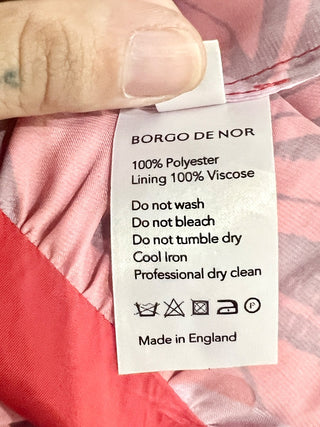 BORGO DE NOR
100% Polyester
Lining 100% Viscose
Do not wash
Do not bleach
Do not tumble dry
Cool Iron
Professional dry clean
P
Made in England